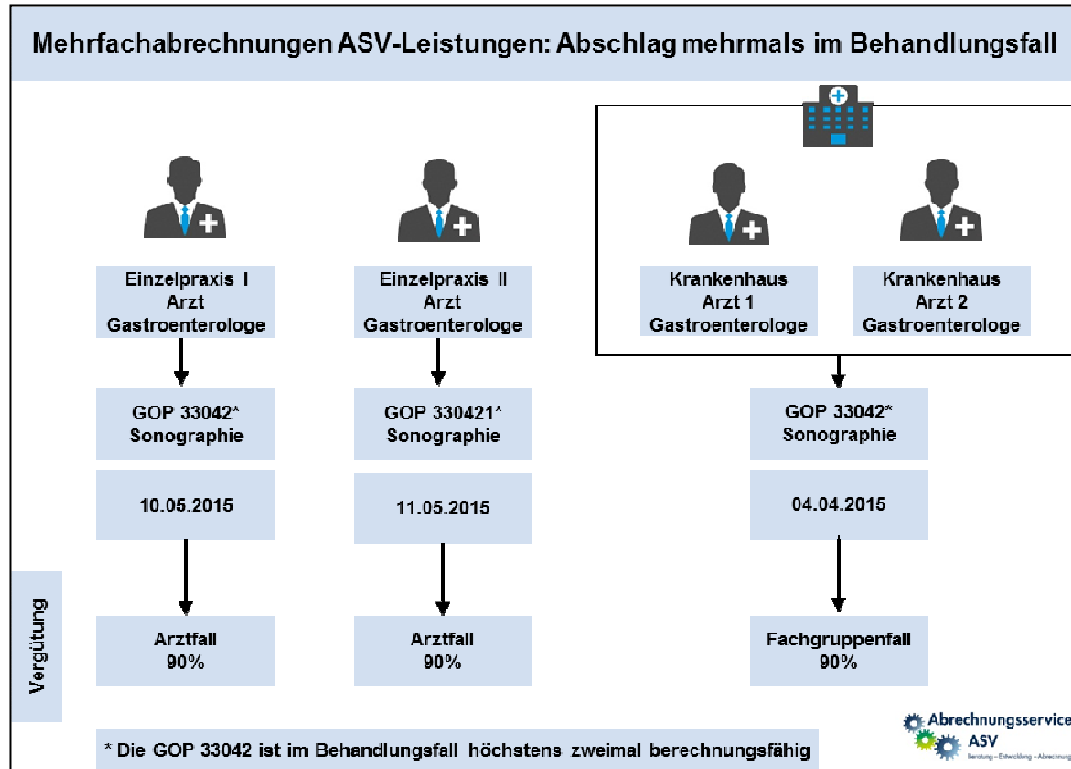 Mehrfachabrechnungen ASV-Leistungen: Abschlag mehrmals im Behandlungsfall
Einzelpraxis I
Arzt
Gastroenterologe
Einzelpraxis II
Arzt
Gastroenterologe
Krankenhaus
Arzt 1
Gastroenterologe
Krankenhaus
Arzt 2
Gastroenterologe
GOP 33042*
Sonographie
GOP 330421*
Sonographie
GOP 33042*
Sonographie
10.05.2015
11.05.2015
04.04.2015
Vergütung
Arztfall
90%
Arztfall
90%
Fachgruppenfall
90%
* Die GOP 33042 ist im Behandlungsfall höchstens zweimal berechnungsfähig
Abrechnungsservice
ASV
Beratung – Entwicklung – Abrechnung